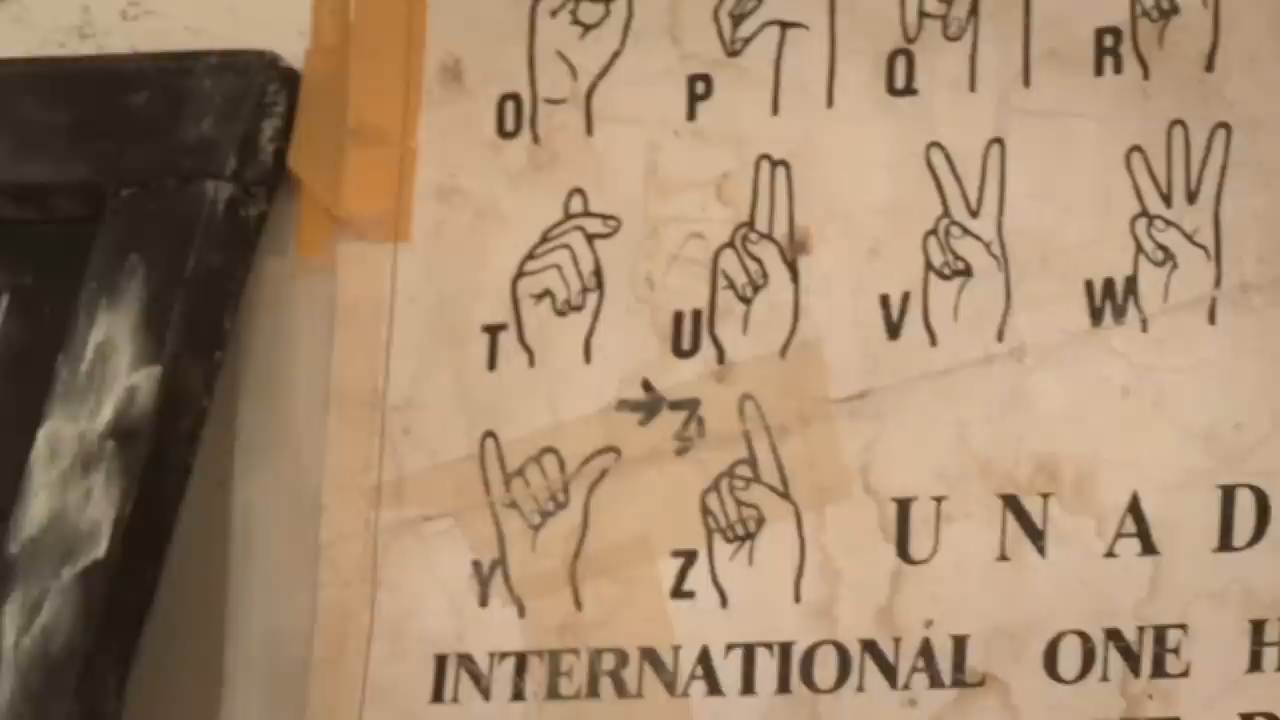 O P Q R
T U V W
Y → Z Z
U N A D
INTERNATIONAL ONE H